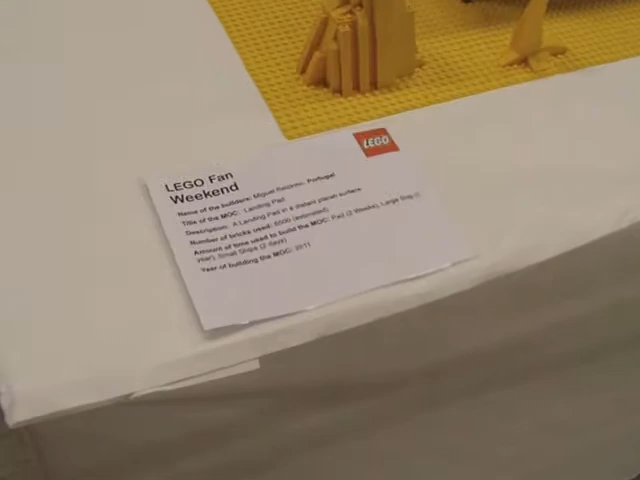 LEGO
LEGO Fan
Weekend
Name of the builders: Miguel Portugal
Title of the MOC: Landing Pad
Description: A Landing Pad in a distant planet surface
Number of bricks used: (estimated)
Amount of time used to build the MOC: Pad (2 Weeks), Large Ship (1
year), Small Ships (2 days)
Year of building the MOC: 2011